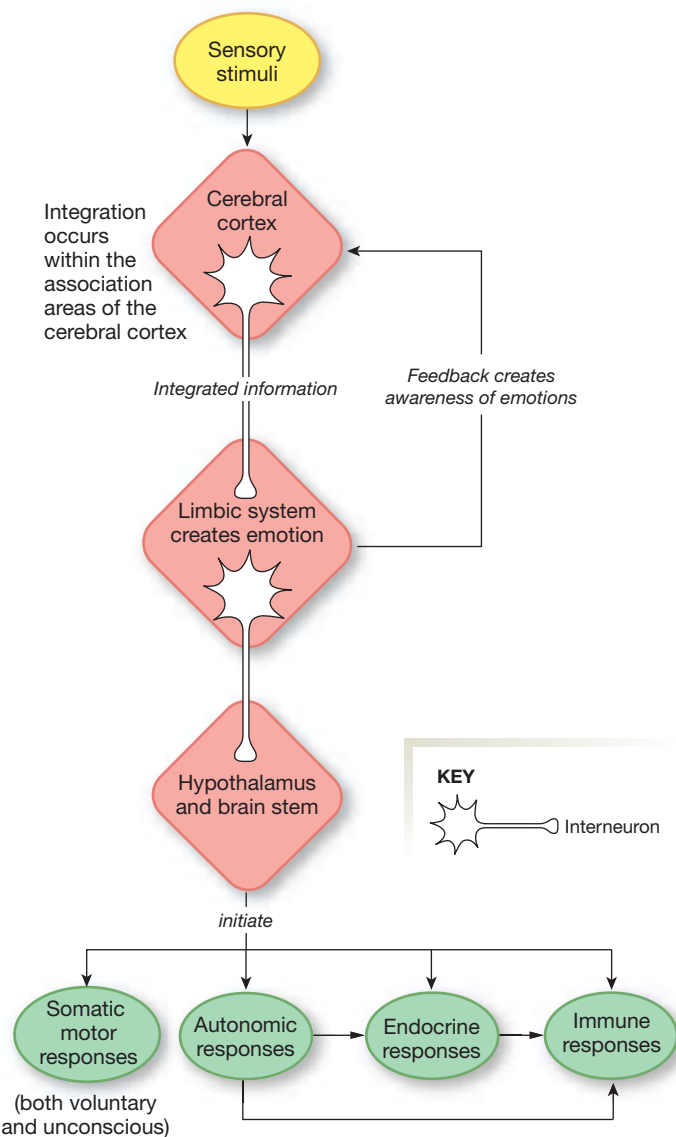 Sensory
stimuli
Cerebral
cortex
Integration
occurs
within the
association
areas of the
cerebral cortex
Integrated information
Feedback creates
awareness of emotions
Limbic system
creates emotion
Hypothalamus
and brain stem
KEY
Interneuron
initiate
Somatic
motor
responses
Autonomic
responses
Endocrine
responses
Immune
responses
(both voluntary
and unconscious)